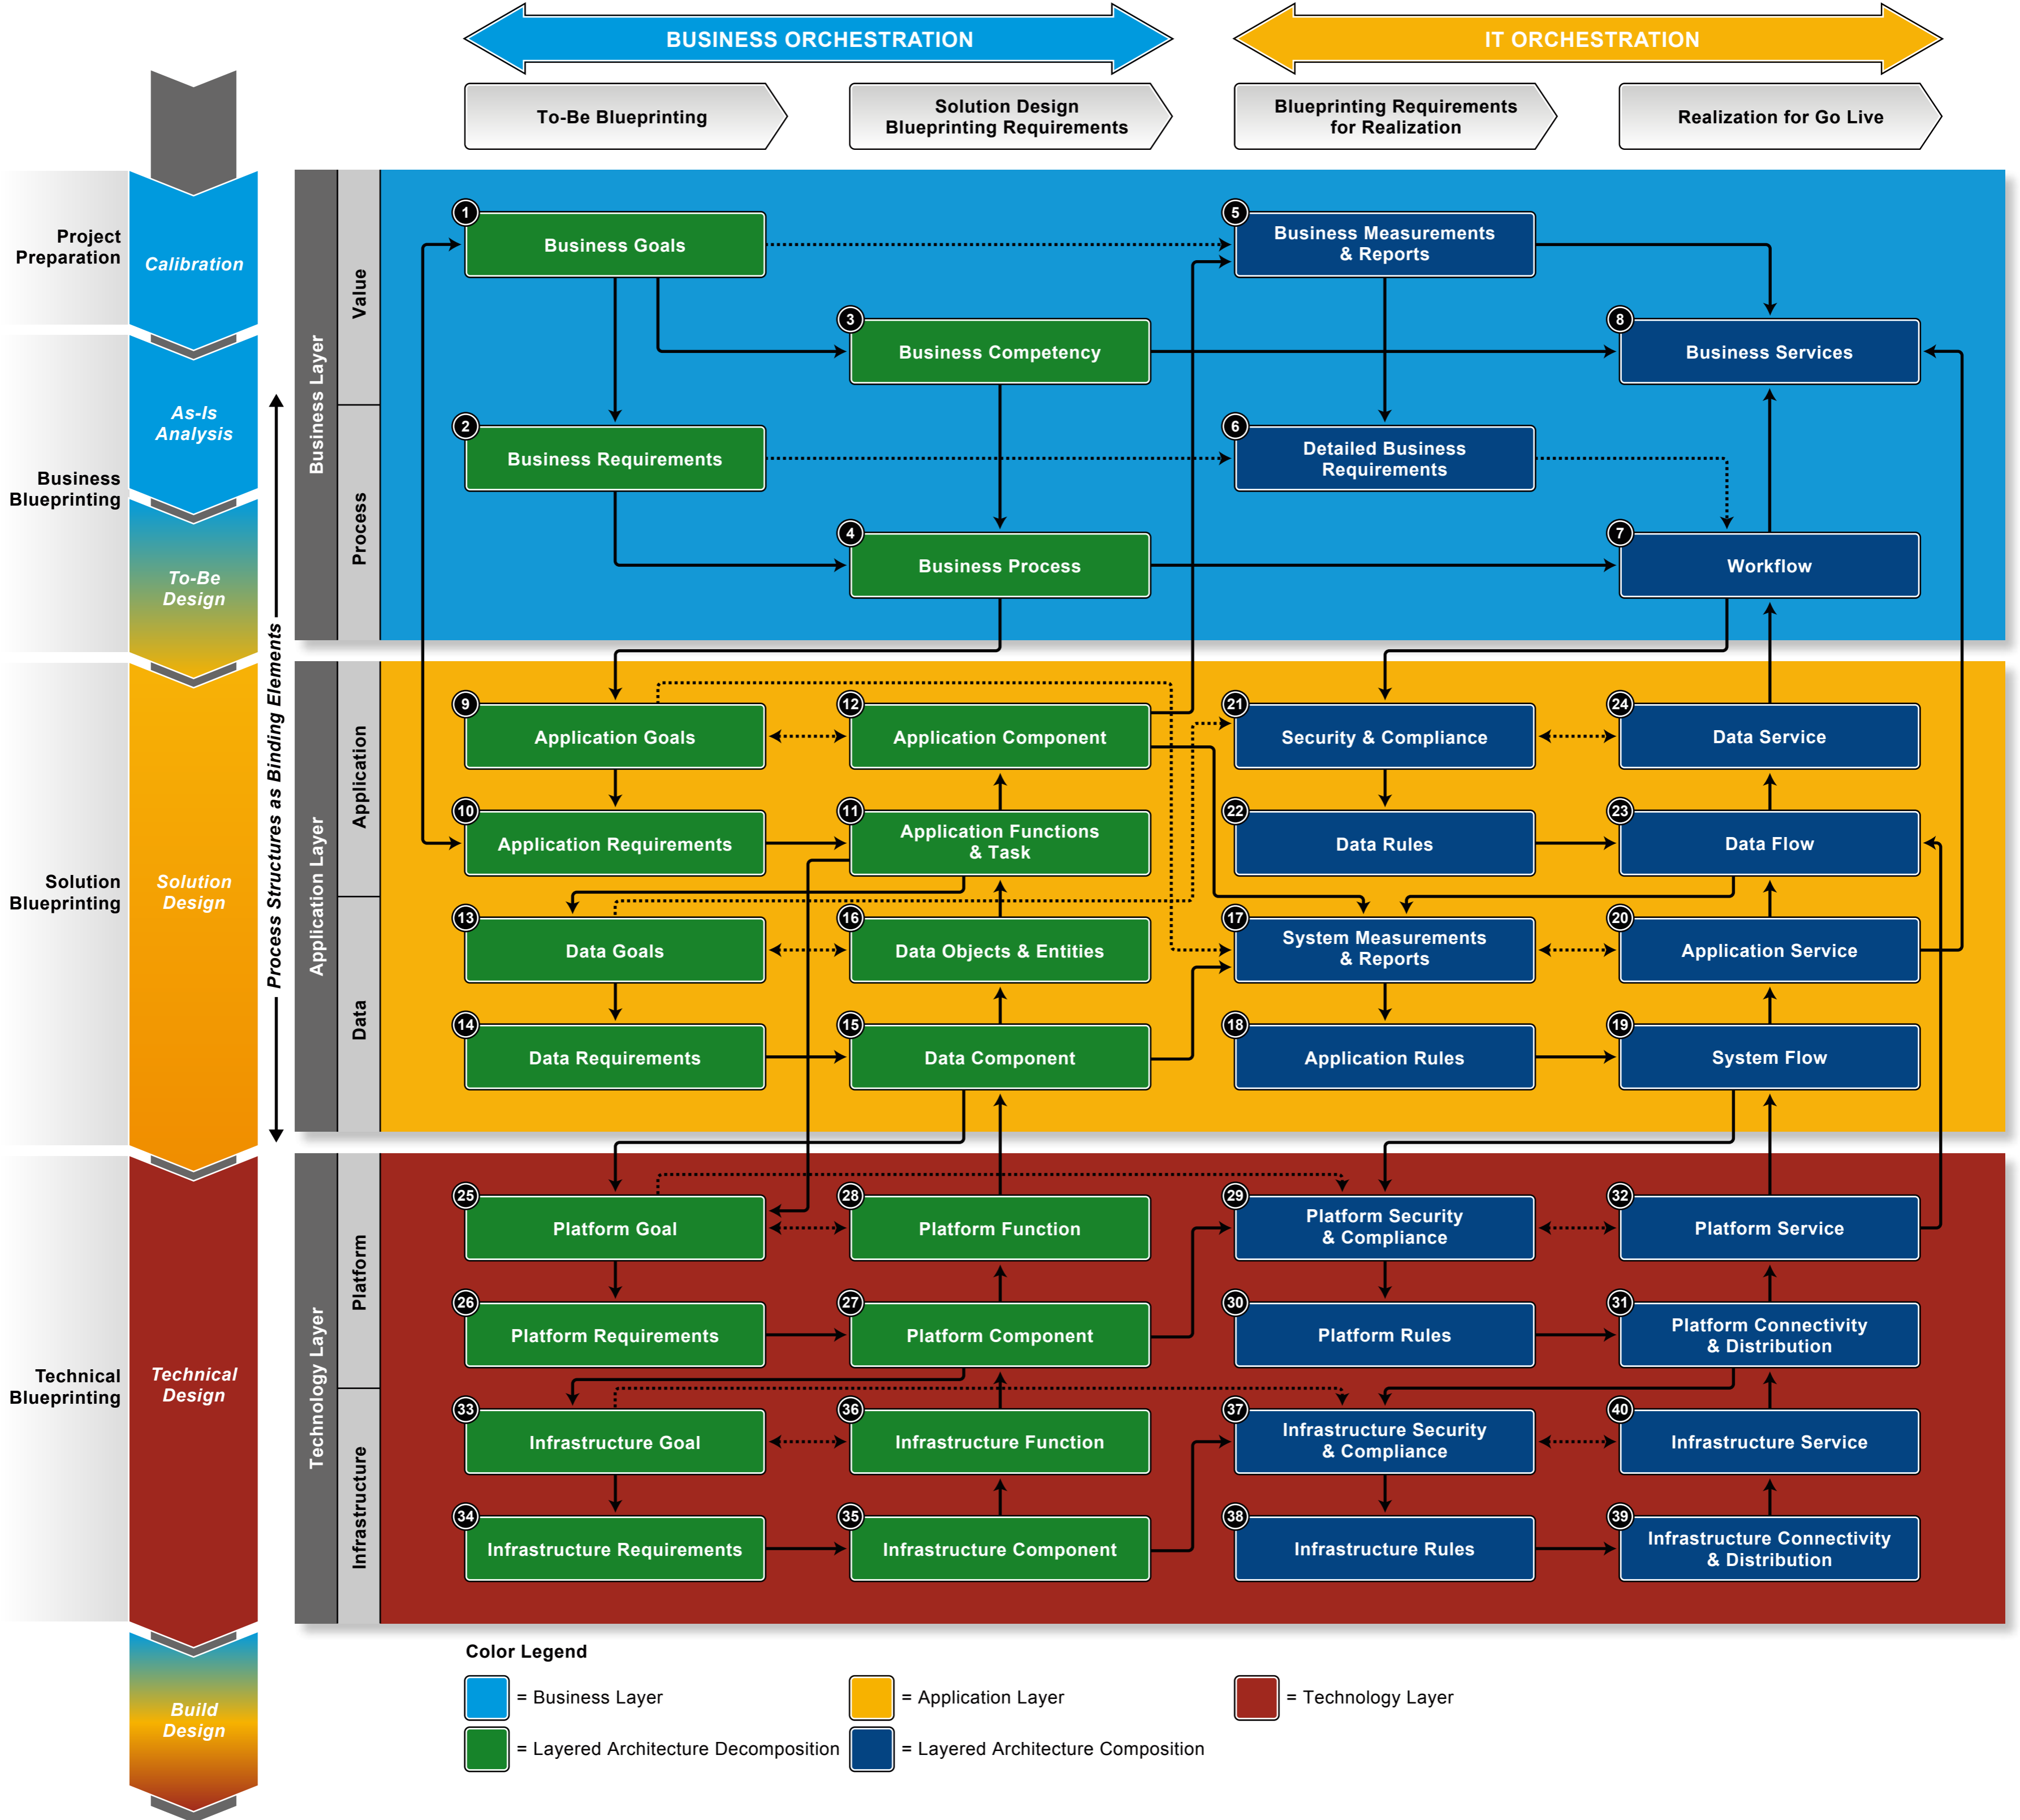 BUSINESS ORCHESTRATION
IT ORCHESTRATION
To-Be Blueprinting
Solution Design
Blueprinting Requirements
Blueprinting Requirements
for Realization
Realization for Go Live
Project
Preparation
Calibration
Business
Blueprinting
As-Is
Analysis
To-Be
Design
Solution
Blueprinting
Solution
Design
Technical
Blueprinting
Technical
Design
Build
Design
Process Structures as Binding Elements
Business Layer
Value
Process
1
Business Goals
5
Business Measurements
& Reports
3
Business Competency
8
Business Services
2
Business Requirements
6
Detailed Business
Requirements
4
Business Process
7
Workflow
Application Layer
Application
Data
9
Application Goals
12
Application Component
21
Security & Compliance
24
Data Service
10
Application Requirements
11
Application Functions
& Task
22
Data Rules
23
Data Flow
13
Data Goals
16
Data Objects & Entities
17
System Measurements
& Reports
20
Application Service
14
Data Requirements
15
Data Component
18
Application Rules
19
System Flow
Technology Layer
Platform
Infrastructure
25
Platform Goal
28
Platform Function
29
Platform Security
& Compliance
32
Platform Service
26
Platform Requirements
27
Platform Component
30
Platform Rules
31
Platform Connectivity
& Distribution
33
Infrastructure Goal
36
Infrastructure Function
37
Infrastructure Security
& Compliance
40
Infrastructure Service
34
Infrastructure Requirements
35
Infrastructure Component
38
Infrastructure Rules
39
Infrastructure Connectivity
& Distribution
Color Legend
= Business Layer
= Application Layer
= Technology Layer
= Layered Architecture Decomposition
= Layered Architecture Composition